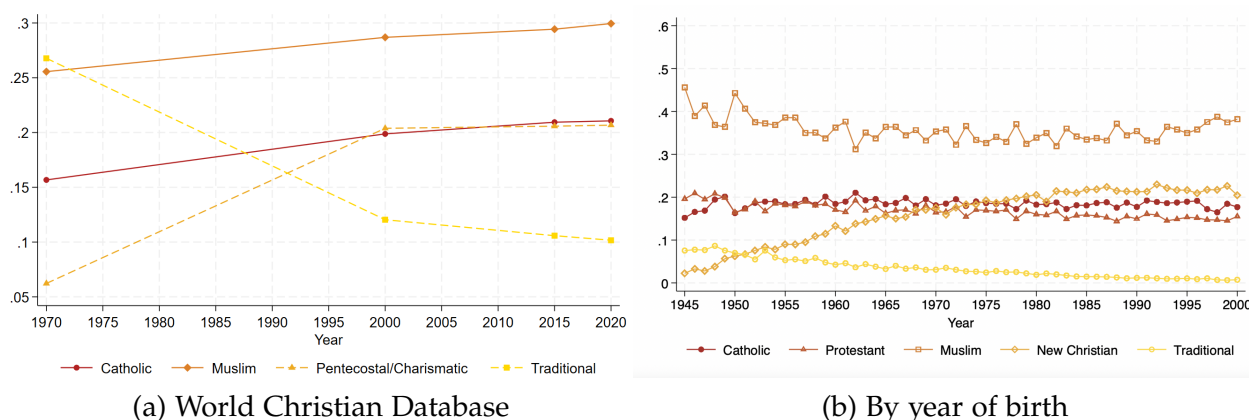 .3
.25
.2
.15
.1
.05
1970 1975 1980 1985 1990 1995 2000 2005 2010 2015 2020
Year
Catholic Muslim Pentecostal/Charismatic Traditional
(a) World Christian Database
.6
.5
.4
.3
.2
.1
0
1945 1950 1955 1960 1965 1970 1975 1980 1985 1990 1995 2000
Year
Catholic Protestant Muslim New Christian Traditional
(b) By year of birth